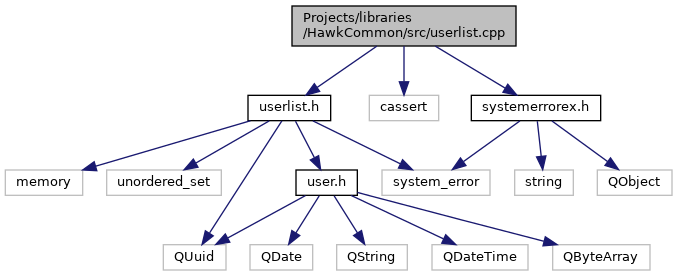 Projects/libraries
/HawkCommon/src/userlist.cpp
userlist.h
cassert
systemerrorex.h
memory
unordered_set
user.h
system_error
string
QObject
QUuid
QDate
QString
QDateTime
QByteArray